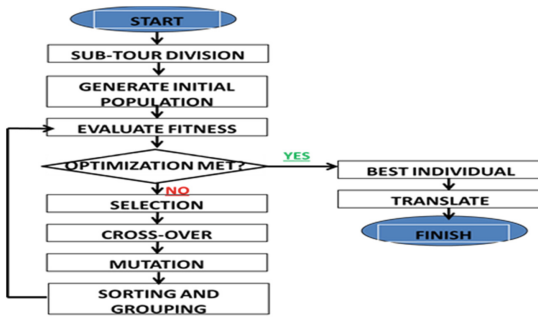 START
SUB-TOUR DIVISION
GENERATE INITIAL
POPULATION
EVALUATE FITNESS
OPTIMIZATION MET?
YES
NO
SELECTION
CROSS-OVER
MUTATION
SORTING AND
GROUPING
BEST INDIVIDUAL
TRANSLATE
FINISH